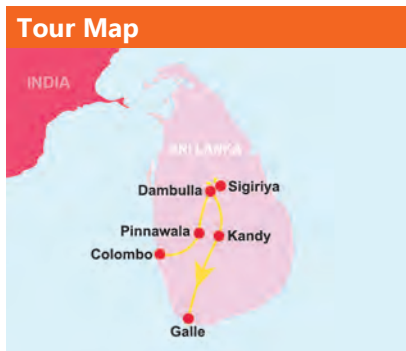 Tour Map
INDIA
SRI LANKA
Dambulla
Sigiriya
Pinnawala
Kandy
Colombo
Galle